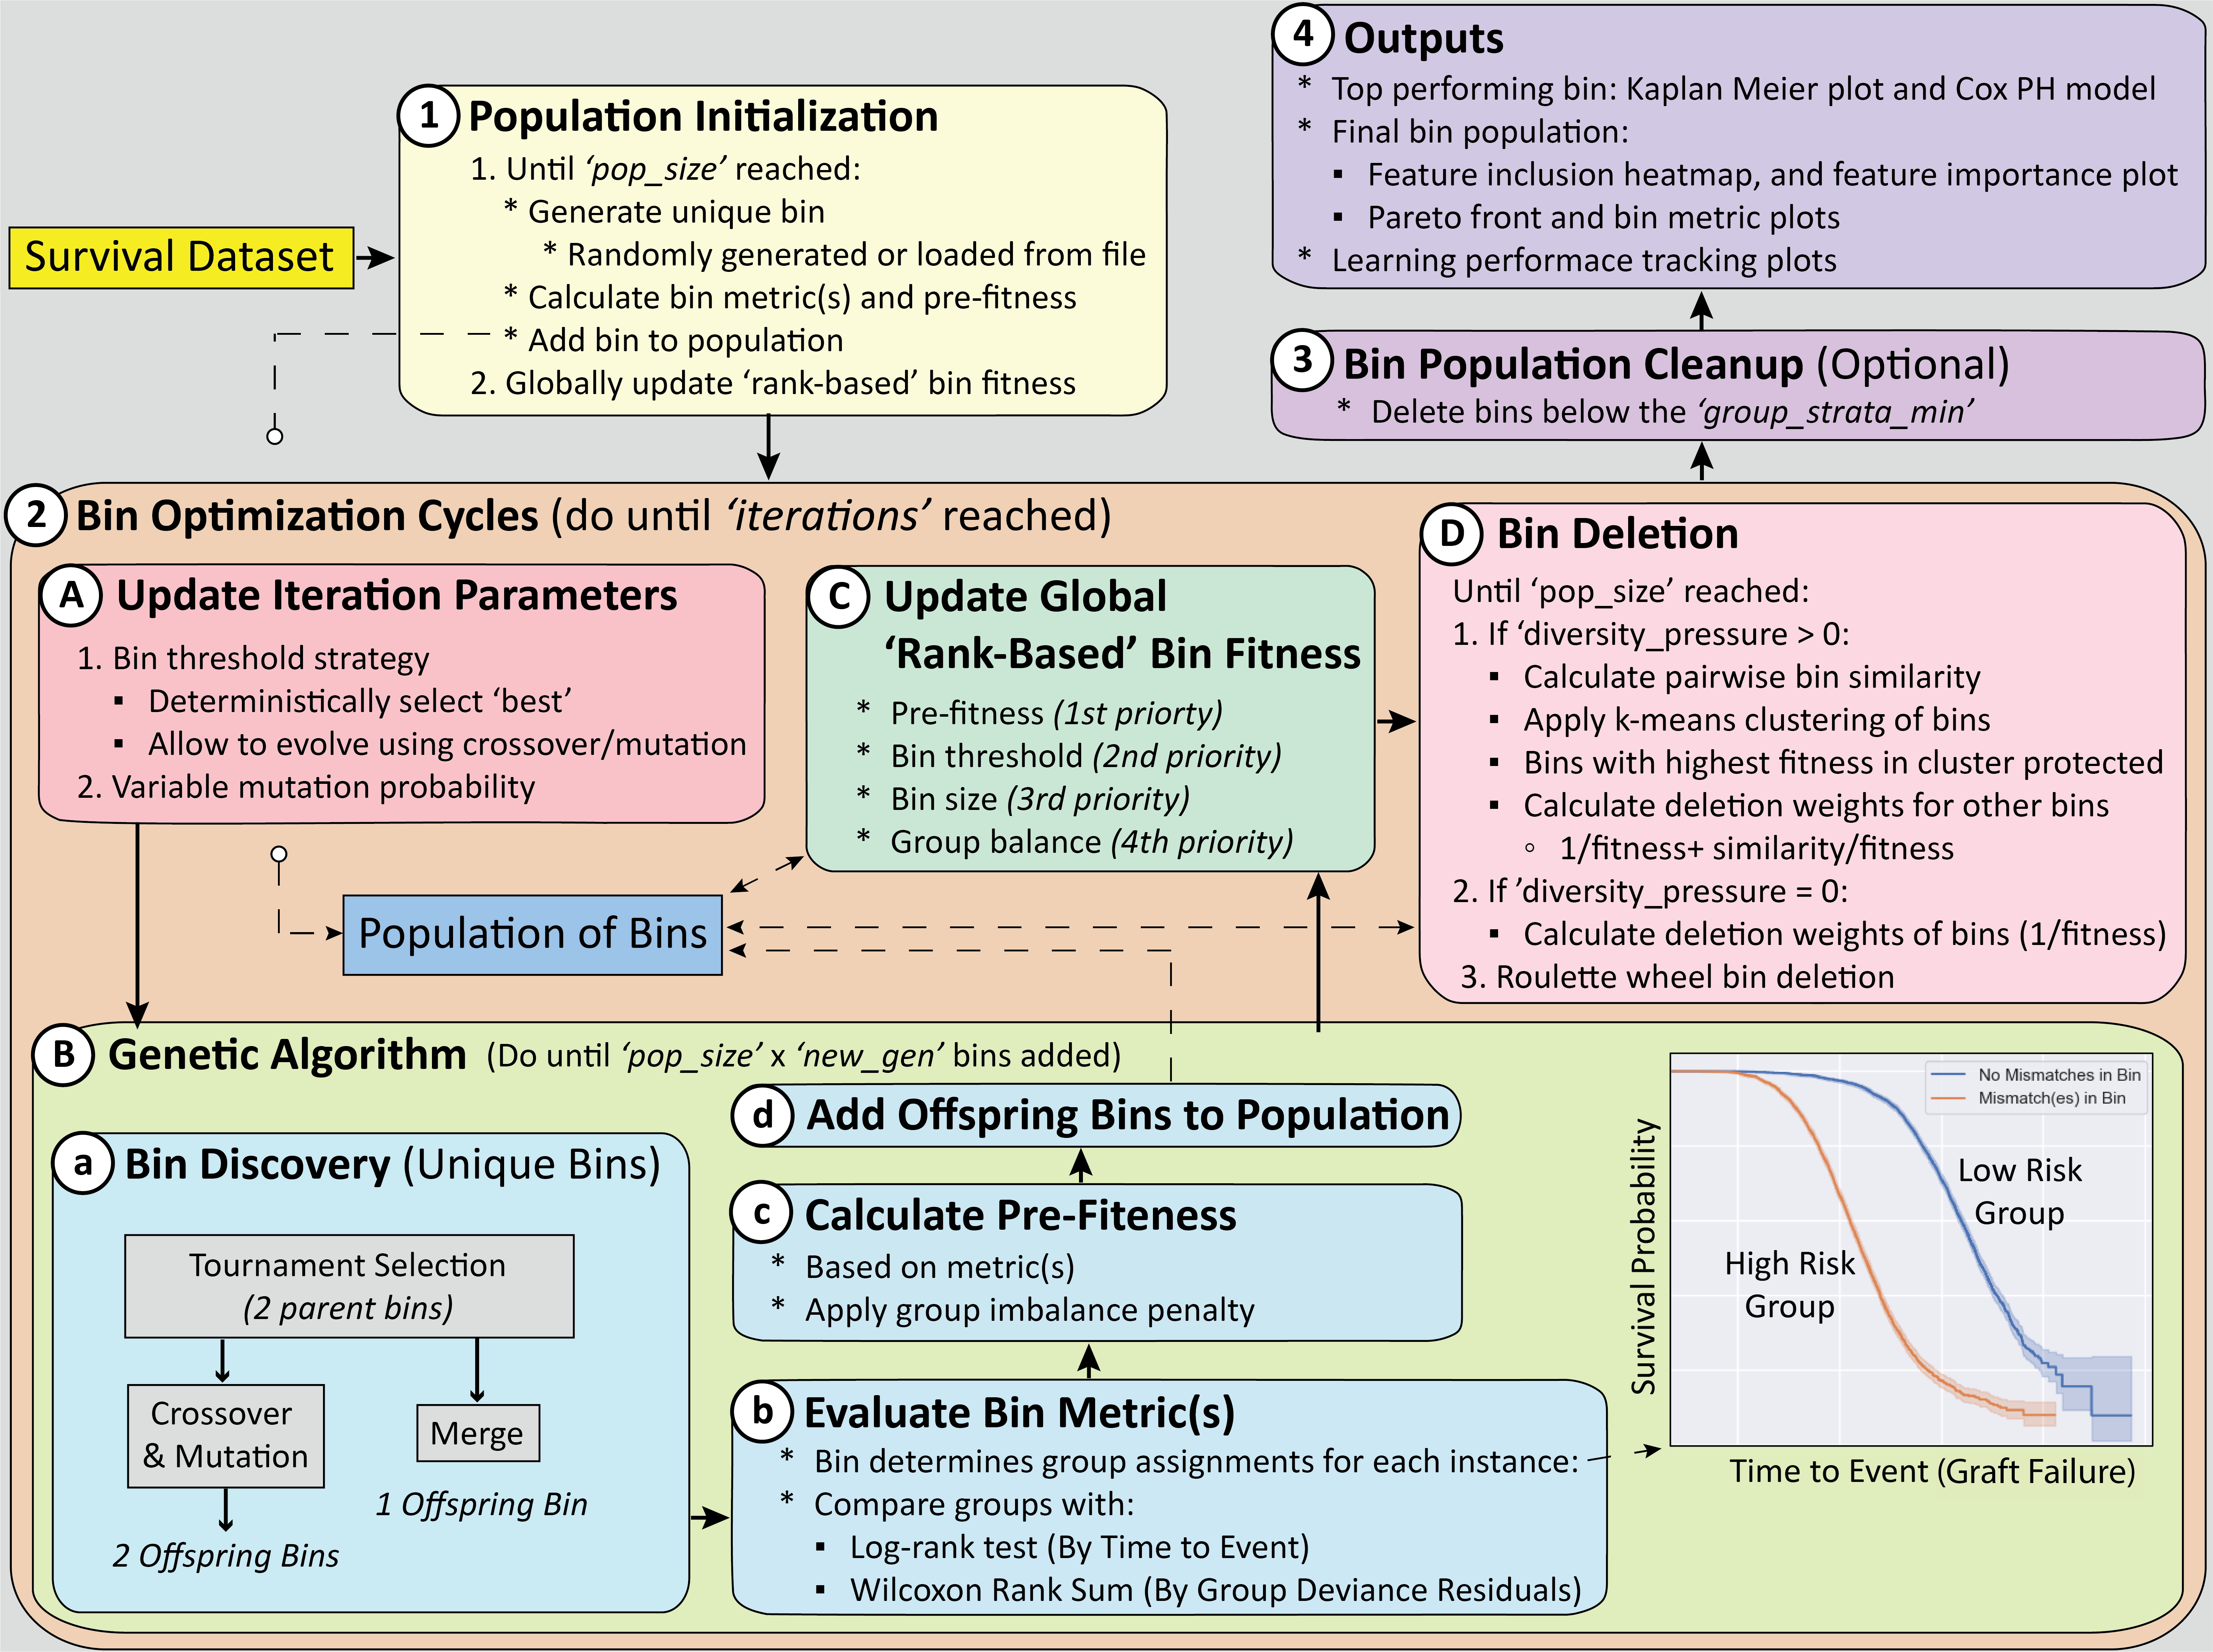 Survival Dataset
1 Population Initialization
1. Until ‘pop_size’ reached:
* Generate unique bin
* Randomly generated or loaded from file
* Calculate bin metric(s) and pre-fitness
* Add bin to population
2. Globally update ‘rank-based’ bin fitness
4 Outputs
* Top performing bin: Kaplan Meier plot and Cox PH model
* Final bin population:
▪ Feature inclusion heatmap, and feature importance plot
▪ Pareto front and bin metric plots
* Learning performace tracking plots
3 Bin Population Cleanup (Optional)
* Delete bins below the ‘group_strata_min’
2 Bin Optimization Cycles (do until ‘iterations’ reached)
A Update Iteration Parameters
1. Bin threshold strategy
▪ Deterministically select ‘best’
▪ Allow to evolve using crossover/mutation
2. Variable mutation probability
Population of Bins
C Update Global
‘Rank-Based’ Bin Fitness
* Pre-fitness (1st priorty)
* Bin threshold (2nd priority)
* Bin size (3rd priority)
* Group balance (4th priority)
D Bin Deletion
Until ‘pop_size’ reached:
1. If ‘diversity_pressure > 0:
▪ Calculate pairwise bin similarity
▪ Apply k-means clustering of bins
▪ Bins with highest fitness in cluster protected
▪ Calculate deletion weights for other bins
◦ 1/fitness+ similarity/fitness
2. If ’diversity_pressure = 0:
▪ Calculate deletion weights of bins (1/fitness)
3. Roulette wheel bin deletion
B Genetic Algorithm (Do until ‘pop_size’ x ‘new_gen’ bins added)
a Bin Discovery (Unique Bins)
Tournament Selection
(2 parent bins)
Crossover
& Mutation
2 Offspring Bins
Merge
1 Offspring Bin
d Add Offspring Bins to Population
c Calculate Pre-Fiteness
* Based on metric(s)
* Apply group imbalance penalty
b Evaluate Bin Metric(s)
* Bin determines group assignments for each instance:
* Compare groups with:
▪ Log-rank test (By Time to Event)
▪ Wilcoxon Rank Sum (By Group Deviance Residuals)
No Mismatches in Bin
Mismatch(es) in Bin
Low Risk
Group
High Risk
Group
Survival Probability
Time to Event (Graft Failure)